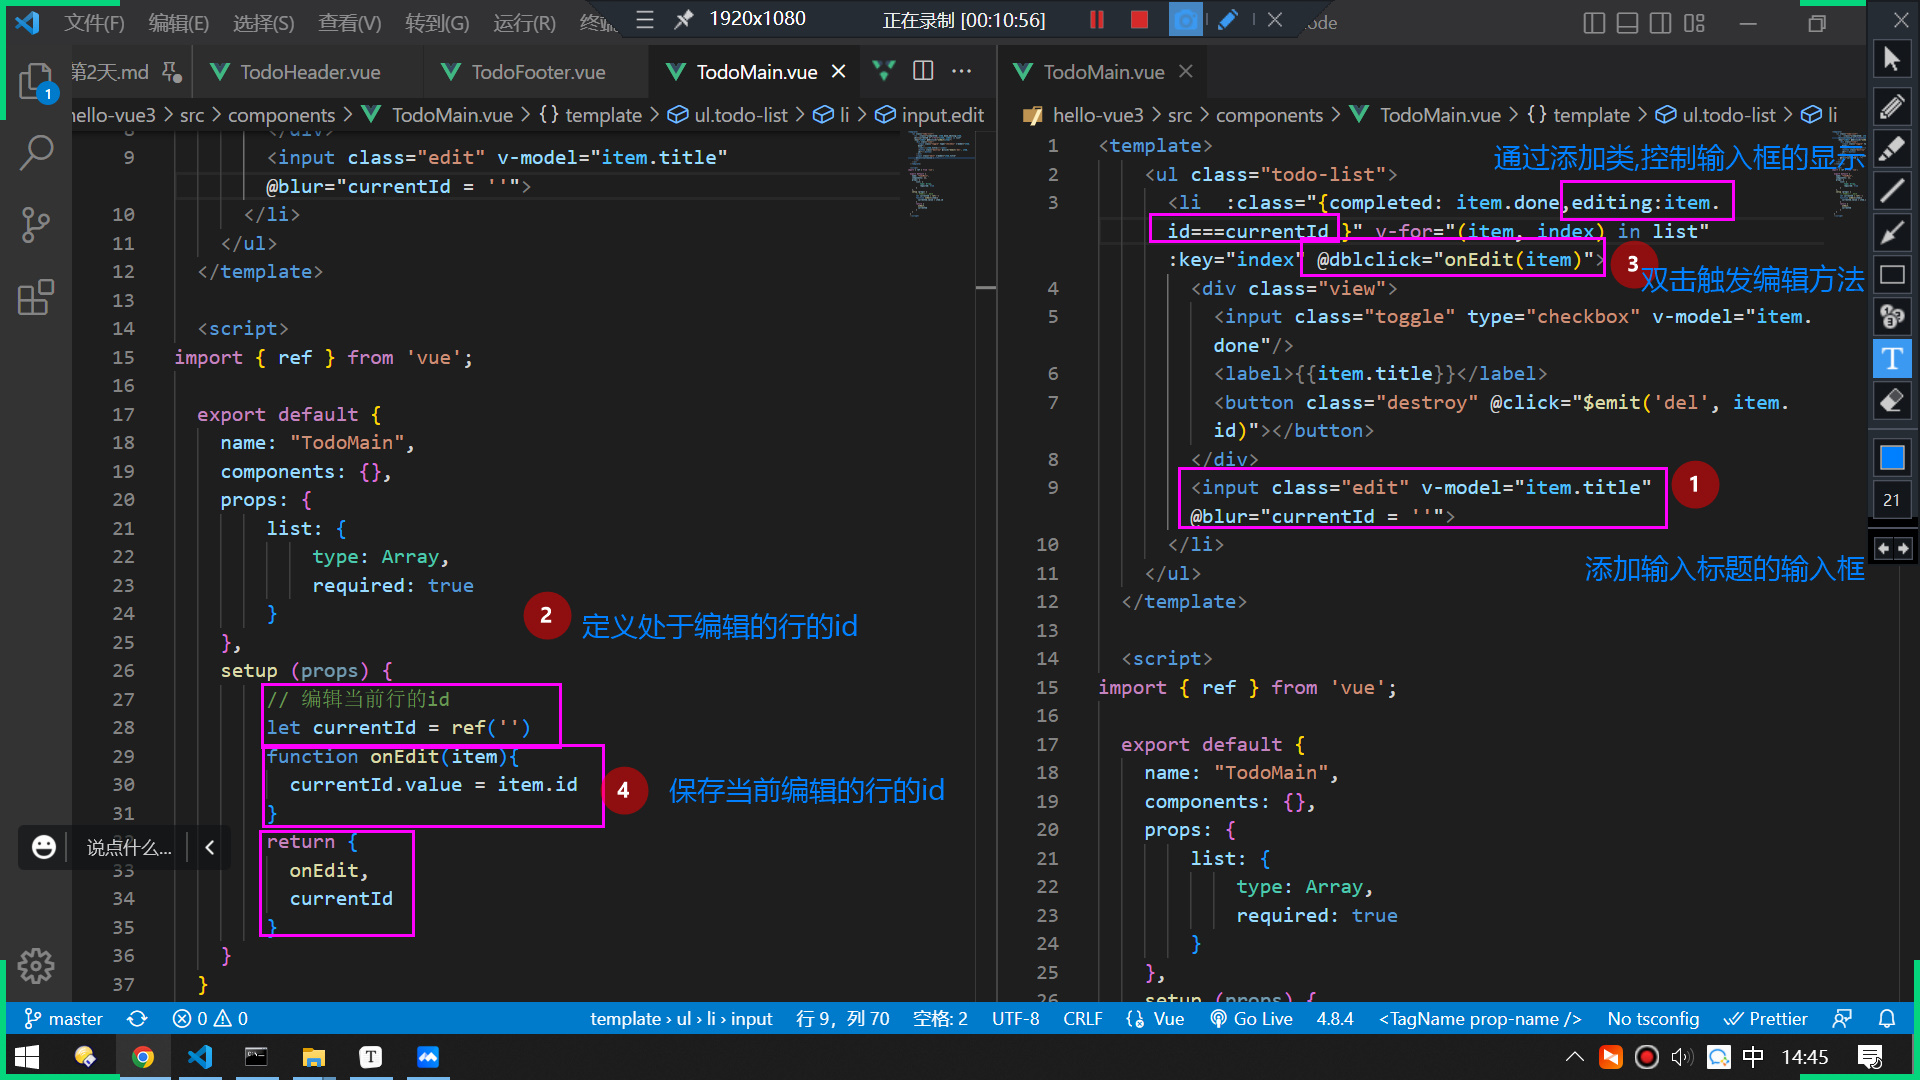 文件(F) 编辑(E) 选择(S) 查看(V) 转到(G) 运行(R) 终端
1920x1080 正在录制 [00:10:56]
ode
第2天.md TodoHeader.vue TodoFooter.vue TodoMain.vue
hello-vue3 > src > components > TodoMain.vue > {} template > ul.todo-list > li > input.edit
8 </div>
9 <input class="edit" v-model="item.title"
@blur="currentId = ''">
10 </li>
11 </ul>
12 </template>
13
14 <script>
15 import { ref } from 'vue';
16
17 export default {
18 name: "TodoMain",
19 components: {},
20 props: {
21 list: {
22 type: Array,
23 required: true
24 }
25 },
26 setup (props) {
27 // 编辑当前行的id
28 let currentId = ref('')
29 function onEdit(item){
30 currentId.value = item.id
31 }
return {
33 onEdit,
34 currentId
35 }
36 }
37 }
2 定义处于编辑的行的id
4 保存当前编辑的行的id
说点什么...
TodoMain.vue
hello-vue3 > src > components > TodoMain.vue > {} template > ul.todo-list > li
通过添加类,控制输入框的显示
1 <template>
2 <ul class="todo-list">
3 <li :class="{completed: item.done,editing:item.
id===currentId }" v-for="(item, index) in list"
:key="index" @dblclick="onEdit(item)">
3 双击触发编辑方法
4 <div class="view">
5 <input class="toggle" type="checkbox" v-model="item.
done"/>
6 <label>{{item.title}}</label>
7 <button class="destroy" @click="$emit('del', item.
id)"></button>
8 </div>
9 <input class="edit" v-model="item.title"
@blur="currentId = ''">
1
添加输入标题的输入框
10 </li>
11 </ul>
12 </template>
13
14 <script>
15 import { ref } from 'vue';
16
17 export default {
18 name: "TodoMain",
19 components: {},
20 props: {
21 list: {
22 type: Array,
23 required: true
24 }
25 },
26 setup (props) {
T
21
1
master 0 0 template › ul › li › input 行 9，列 70 空格: 2 UTF-8 CRLF Vue Go Live 4.8.4 <TagName prop-name /> No tsconfig Prettier
T 中 14:45